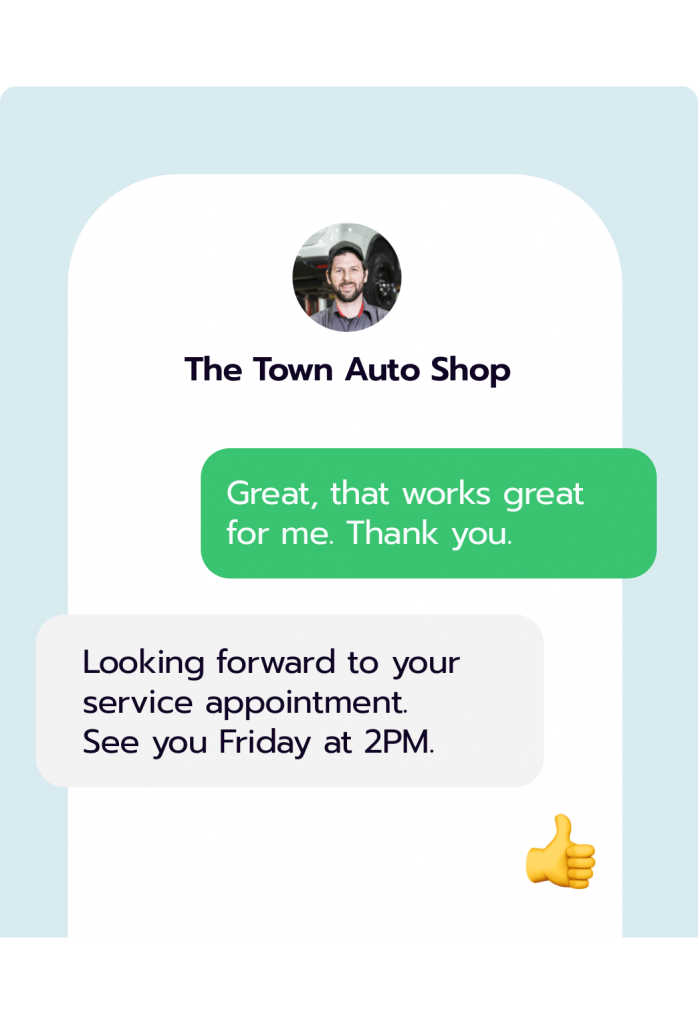 The Town Auto Shop
Great, that works great
for me. Thank you.
Looking forward to your
service appointment.
See you Friday at 2PM.